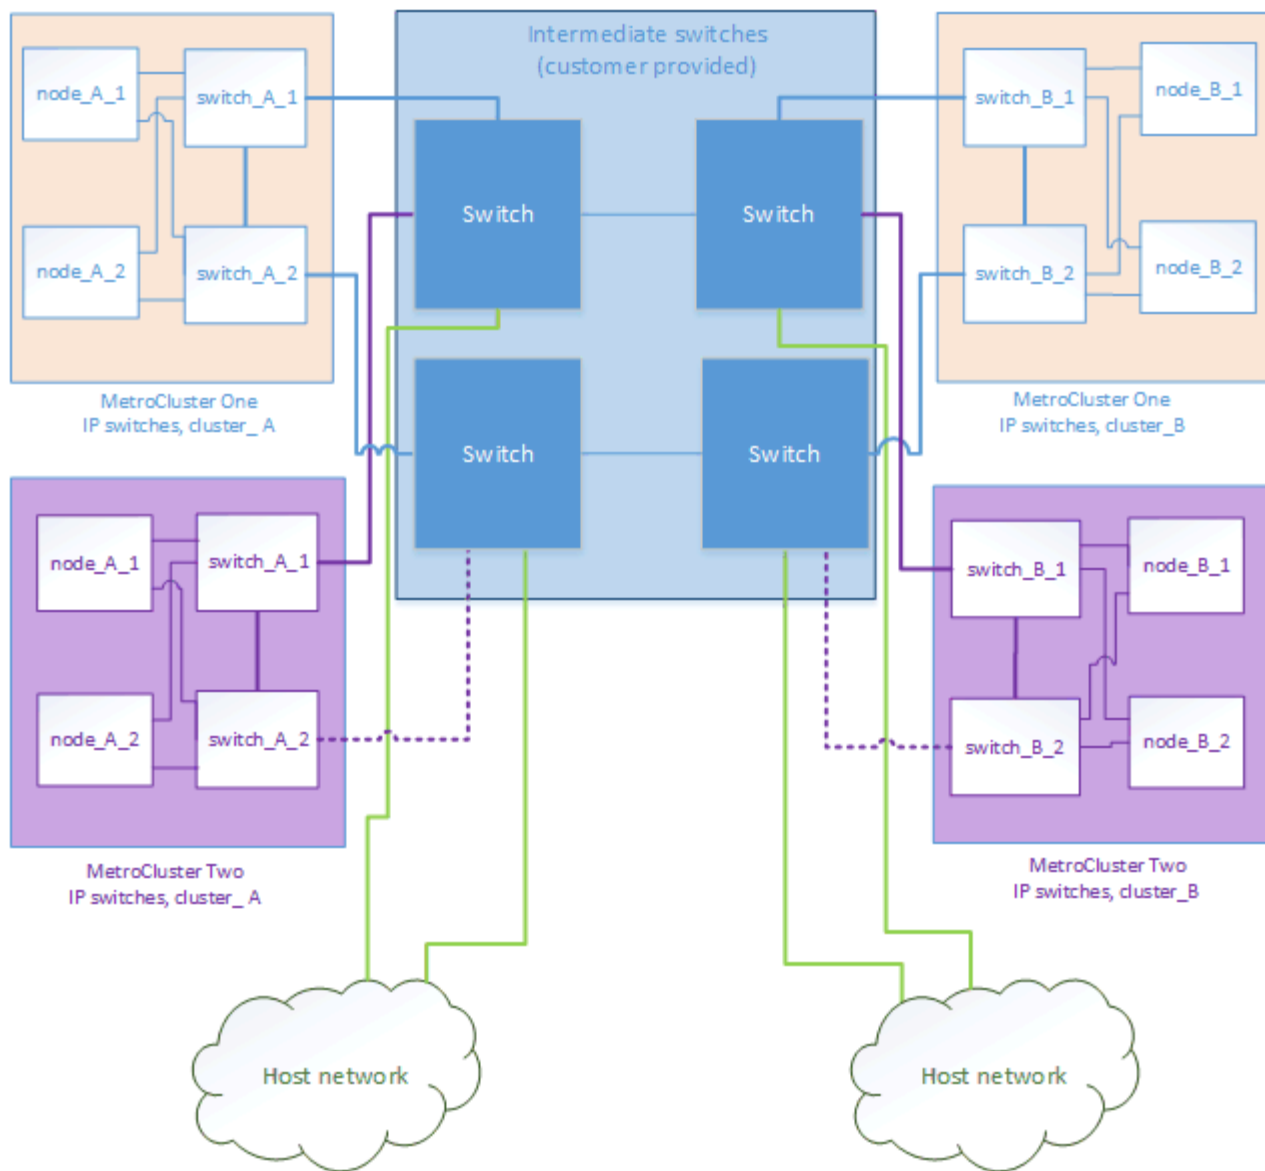 Intermediate switches
(customer provided)
node_A_1
switch_A_1
node_A_2
switch_A_2
MetroCluster One
IP switches, cluster_ A
Switch
Switch
Switch
Switch
switch_B_1
node_B_1
switch_B_2
node_B_2
MetroCluster One
IP switches, cluster_B
node_A_1
switch_A_1
node_A_2
switch_A_2
MetroCluster Two
IP switches, cluster_ A
switch_B_1
node_B_1
switch_B_2
node_B_2
MetroCluster Two
IP switches, cluster_B
Host network
Host network